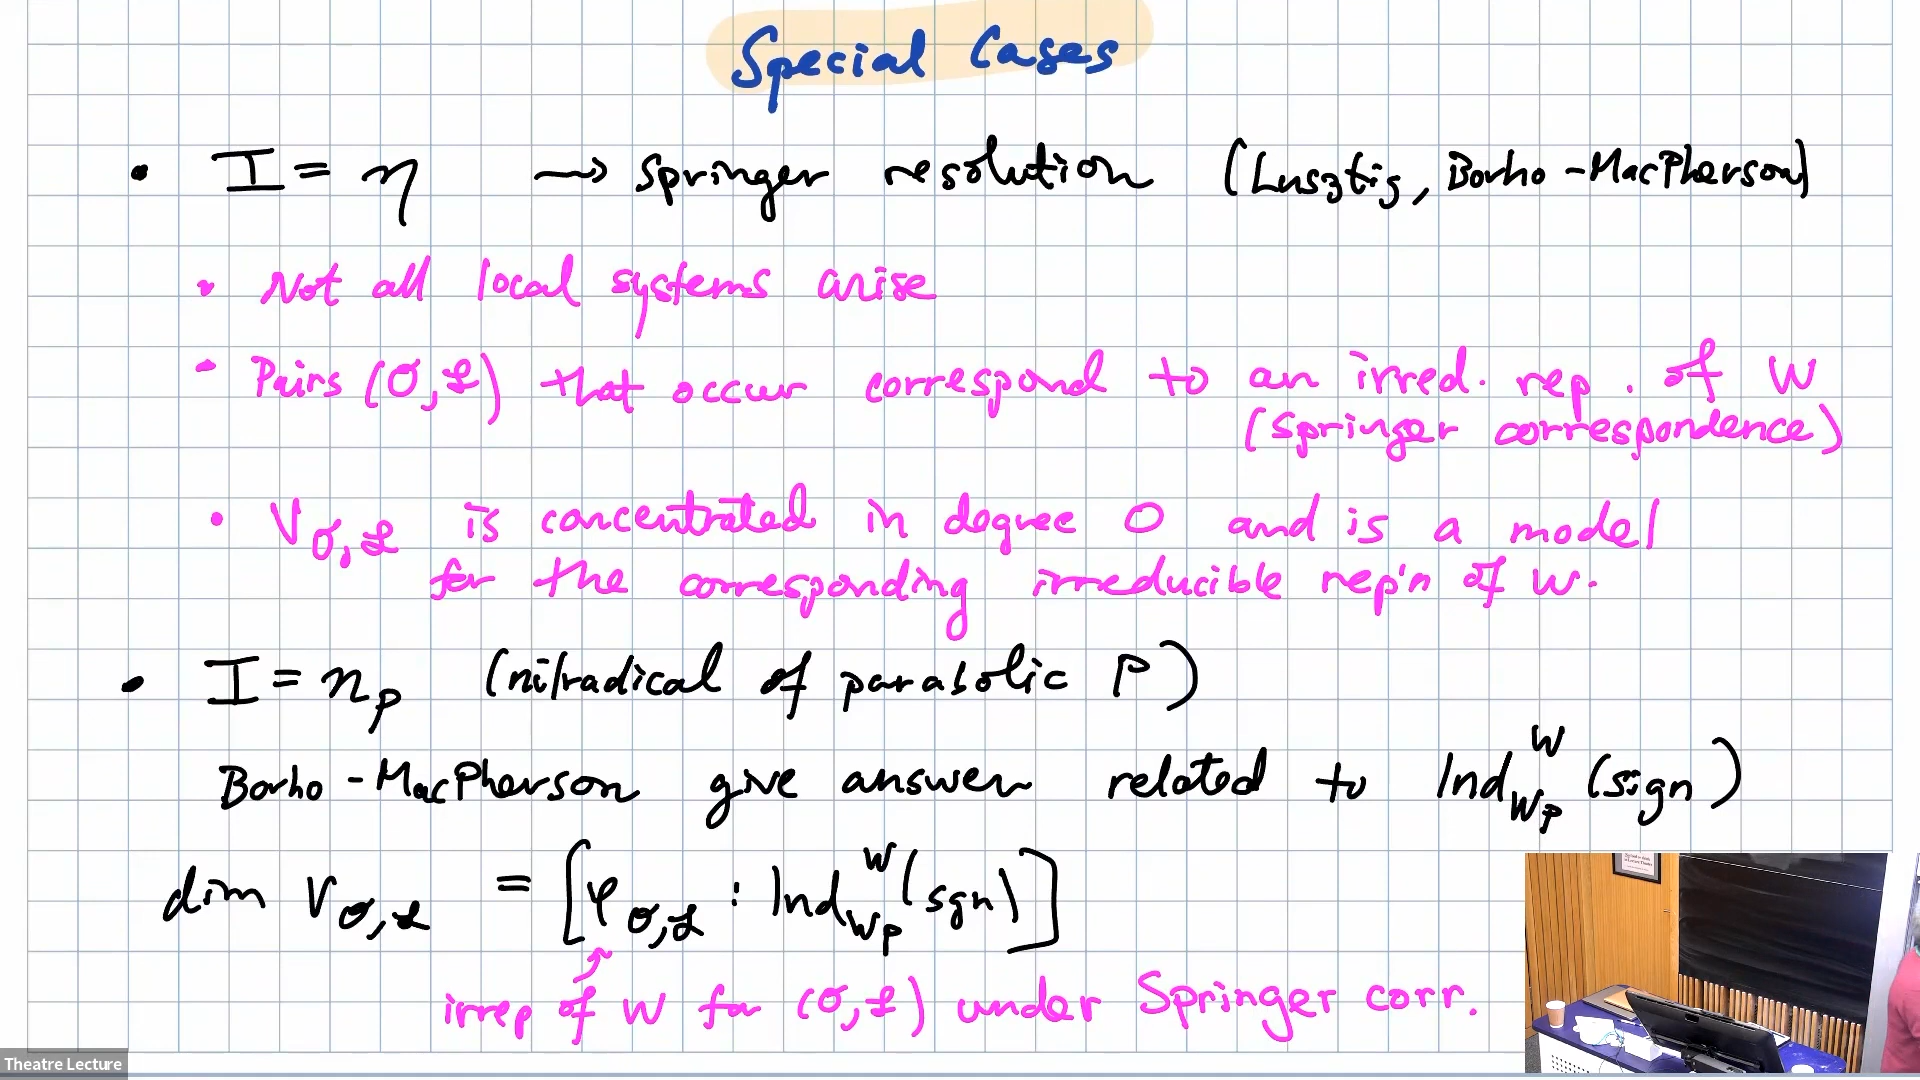 Special Cases
• I = η → Springer resolution (Lusztig, Borho-MacPherson)
• Not all local systems arise
• Pairs (O, L) that occur correspond to an irred. rep. of W
(Springer correspondence)
• V_{O,L} is concentrated in degree 0 and is a model
for the corresponding irreducible rep'n of W.
• I = n_P (nilradical of parabolic P)
Borho-MacPherson give answer related to Ind_{W_P}^W (sign)
dim V_{O,L} = [φ_{O,L} : Ind_{W_P}^W (sgn)]
irrep of W for (O, L) under Springer corr.
Theatre Lecture